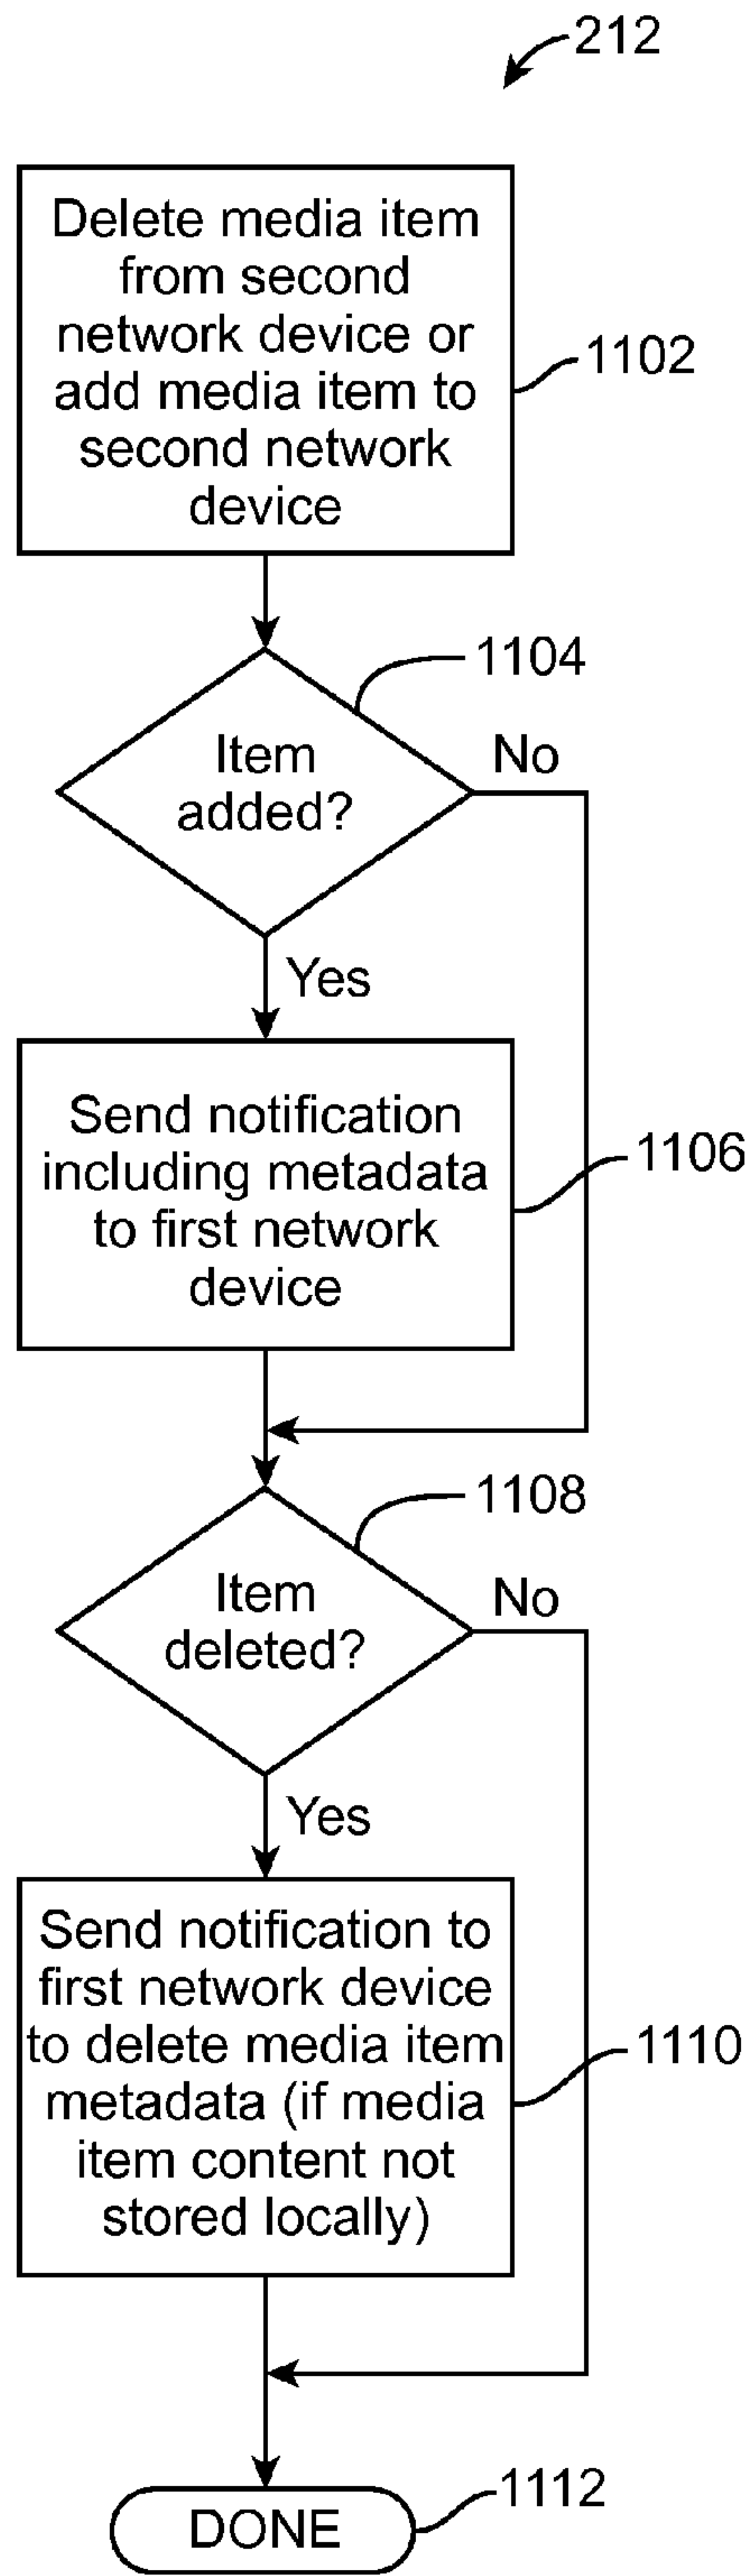 212
Delete media item
from second
network device or
add media item to
second network
device
1102
1104
Item
added?
No
Yes
Send notification
including metadata
to first network
device
1106
1108
Item
deleted?
No
Yes
Send notification to
first network device
to delete media item
metadata (if media
item content not
stored locally)
1110
DONE
1112